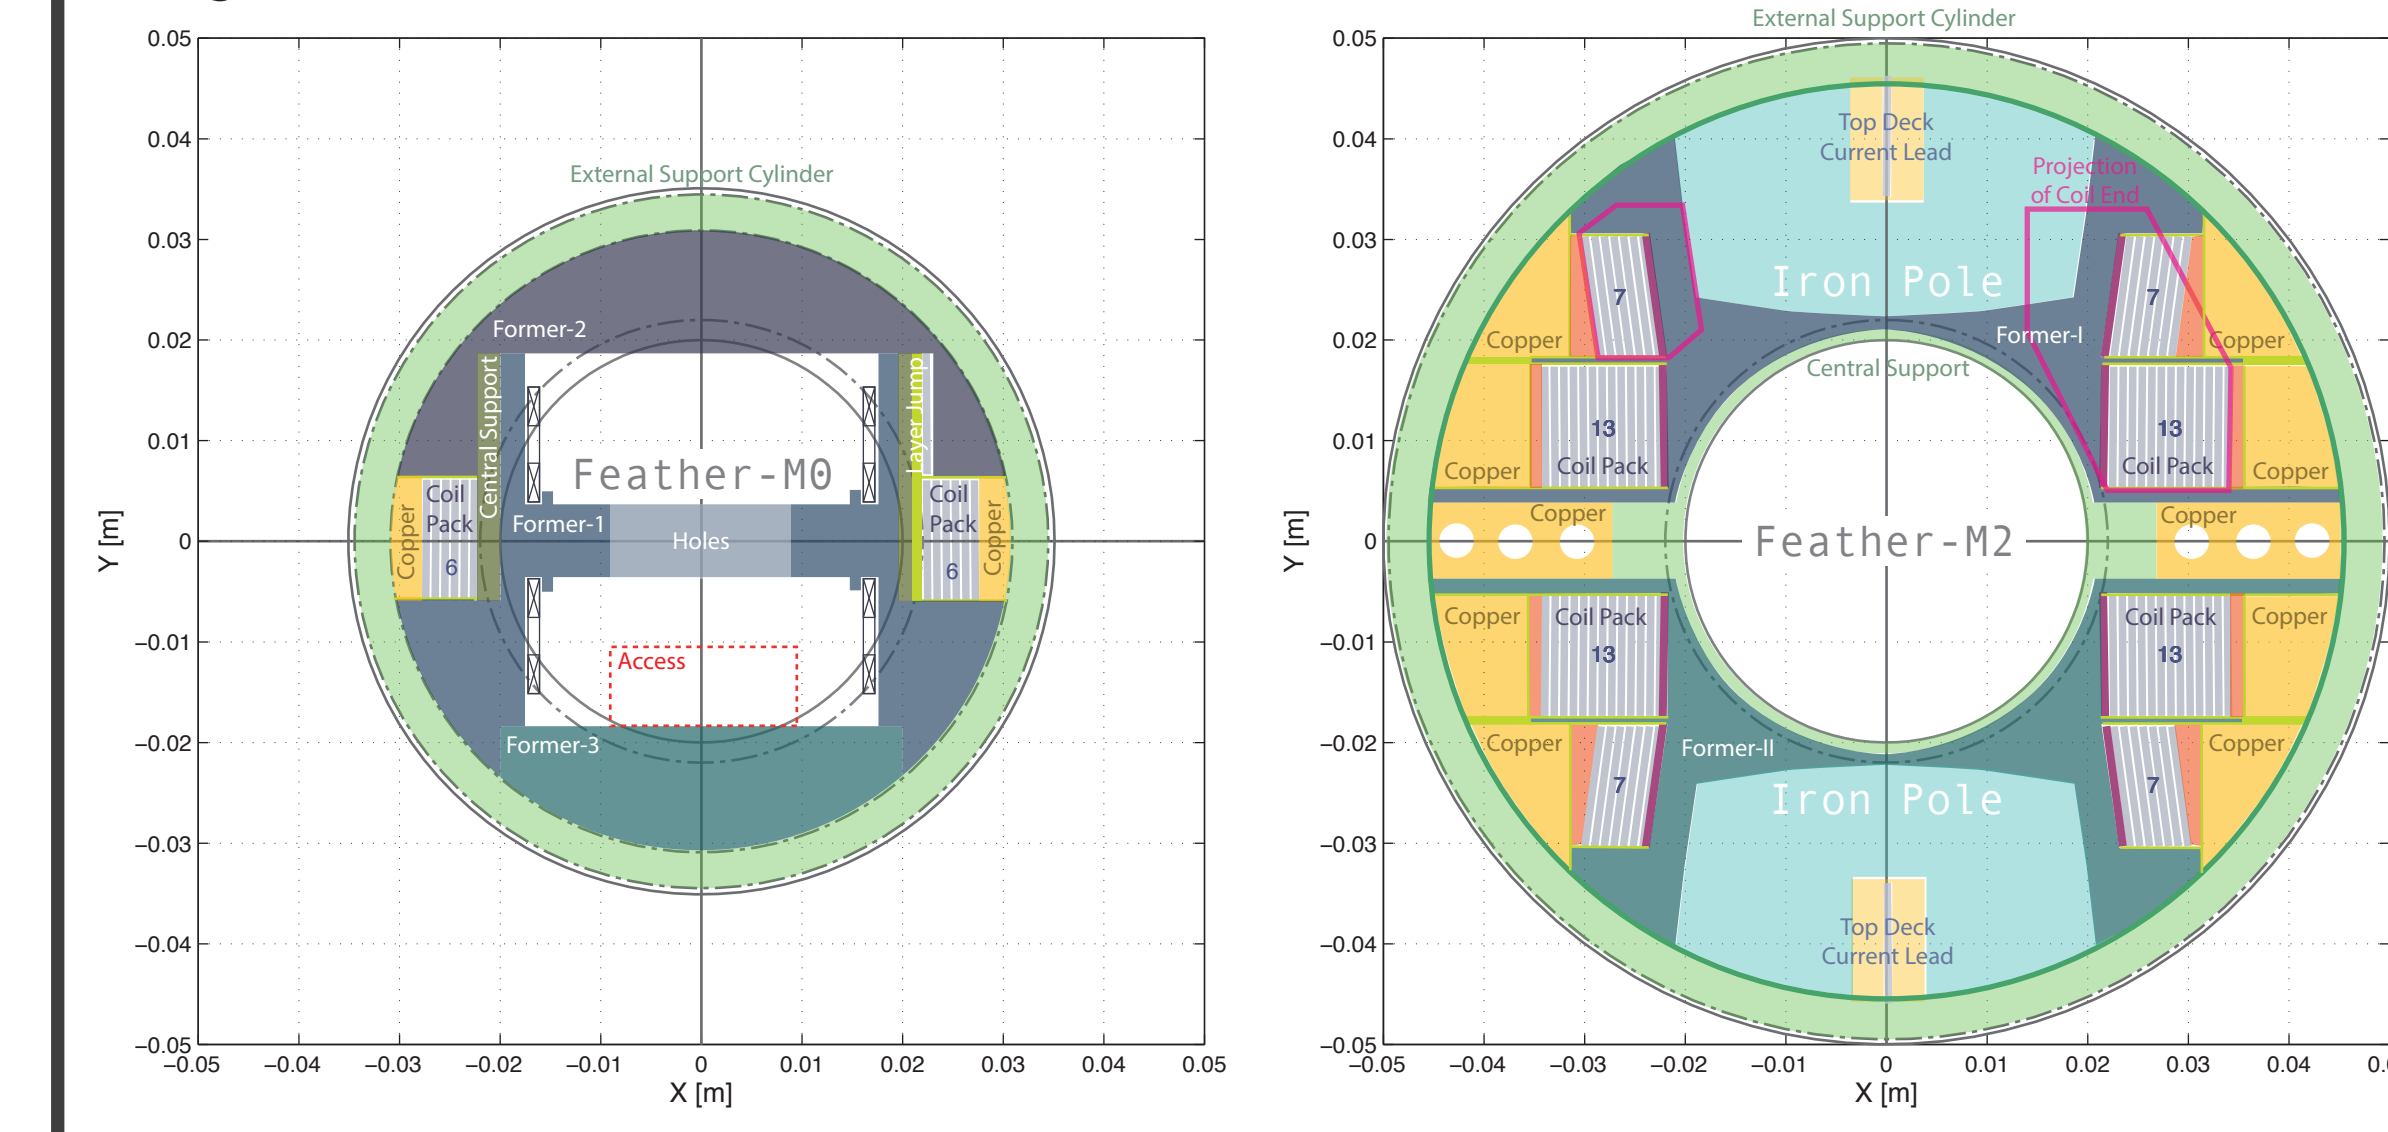 External Support Cylinder
0.05
0.04
0.03
0.02
0.01
0
−0.01
−0.02
−0.03
−0.04
−0.05
Y [m]
−0.05
−0.04
−0.03
−0.02
−0.01
0
0.01
0.02
0.03
0.04
0.05
X [m]
Former-2
Central Support
Layer Jump
Feather-M0
Coil
Pack
6
Copper
Former-1
Holes
Coil
Pack
6
Copper
Access
Former-3
External Support Cylinder
0.05
0.04
0.03
0.02
0.01
0
−0.01
−0.02
−0.03
−0.04
−0.05
Y [m]
−0.05
−0.04
−0.03
−0.02
−0.01
0
0.01
0.02
0.03
0.04
X [m]
Top Deck
Current Lead
Projection
of Coil End
Iron Pole
7
7
Copper
Former-I
Copper
Central Support
13
Coil Pack
Copper
13
Coil Pack
Copper
Copper
Copper
Feather-M2
Copper
Coil Pack
13
Coil Pack
13
Copper
Copper
7
Former-II
7
Copper
Iron Pole
Top Deck
Current Lead